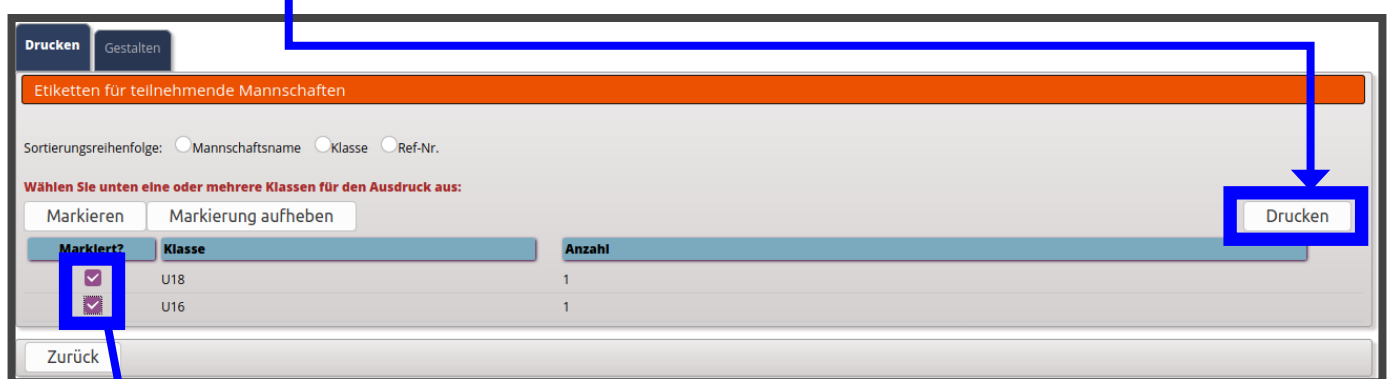 Drucken Gestalten
Etiketten für teilnehmende Mannschaften
Sortierungsreihenfolge: Mannschaftsname Klasse Ref-Nr.
Wählen Sie unten eine oder mehrere Klassen für den Ausdruck aus:
Markieren Markierung aufheben Drucken
Markiert? Klasse Anzahl
U18 1
U16 1
Zurück